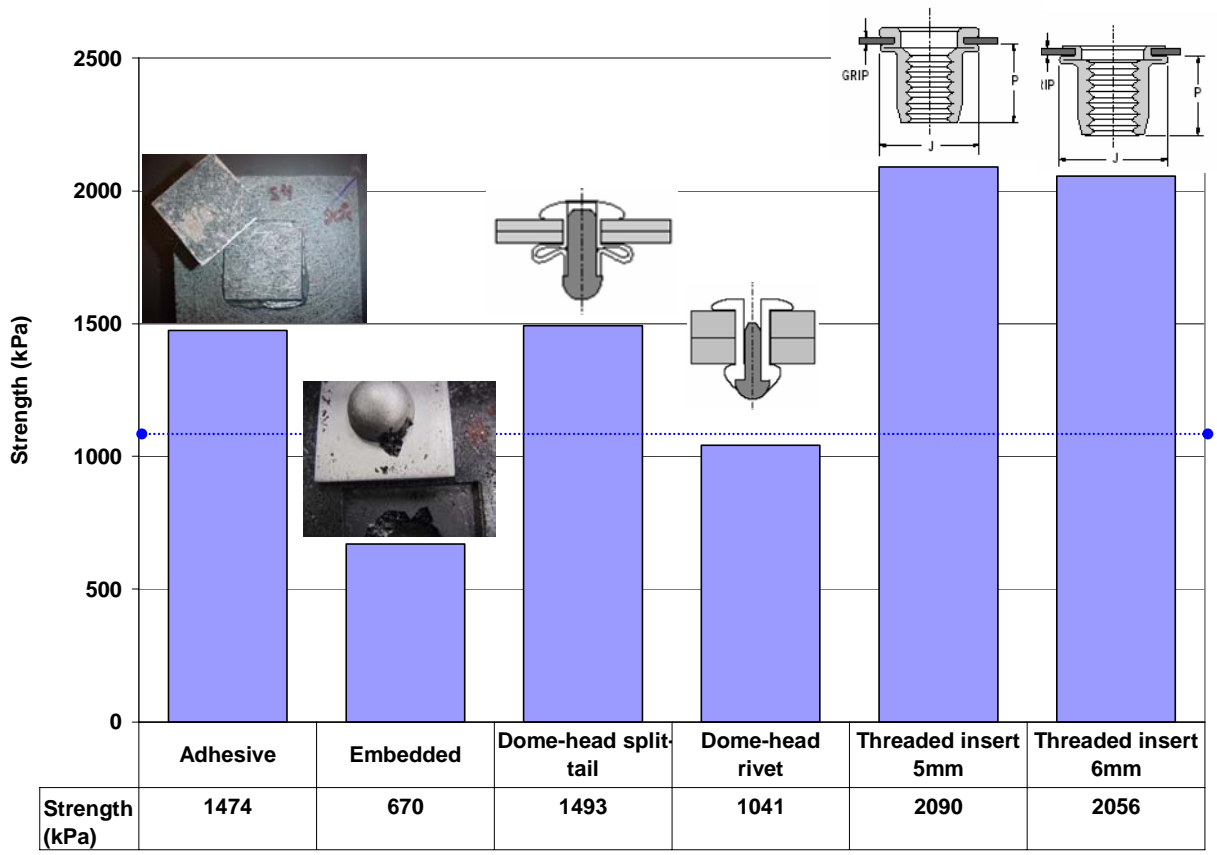 2500
2000
1500
1000
500
0
Strength (kPa)
GRIP
P
J
RIP
P
J
Adhesive
Embedded
Dome-head split-
tail
Dome-head
rivet
Threaded insert
5mm
Threaded insert
6mm
Strength
(kPa)
1474
670
1493
1041
2090
2056